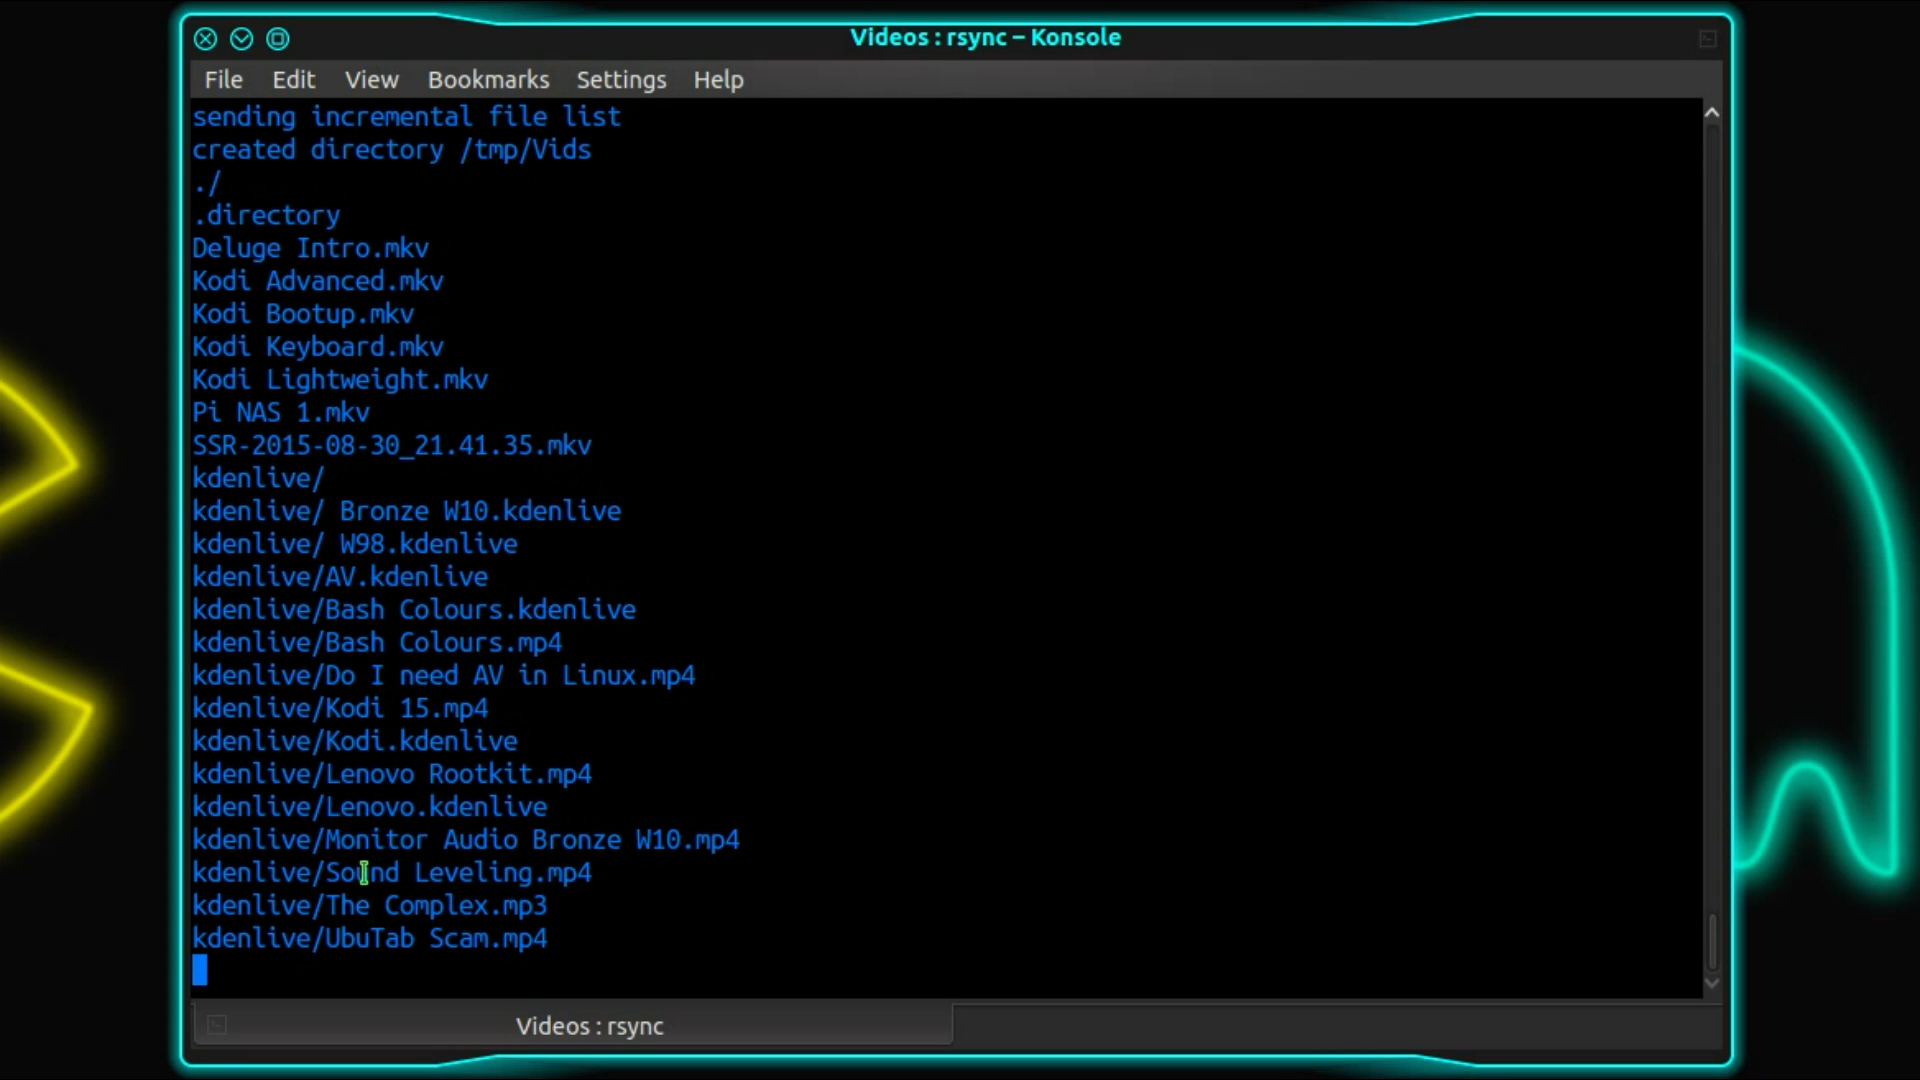 Videos : rsync – Konsole
File Edit View Bookmarks Settings Help
sending incremental file list
created directory /tmp/Vids
./
.directory
Deluge Intro.mkv
Kodi Advanced.mkv
Kodi Bootup.mkv
Kodi Keyboard.mkv
Kodi Lightweight.mkv
Pi NAS 1.mkv
SSR-2015-08-30_21.41.35.mkv
kdenlive/
kdenlive/ Bronze W10.kdenlive
kdenlive/ W98.kdenlive
kdenlive/AV.kdenlive
kdenlive/Bash Colours.kdenlive
kdenlive/Bash Colours.mp4
kdenlive/Do I need AV in Linux.mp4
kdenlive/Kodi 15.mp4
kdenlive/Kodi.kdenlive
kdenlive/Lenovo Rootkit.mp4
kdenlive/Lenovo.kdenlive
kdenlive/Monitor Audio Bronze W10.mp4
kdenlive/Sound Leveling.mp4
kdenlive/The Complex.mp3
kdenlive/UbuTab Scam.mp4
Videos : rsync